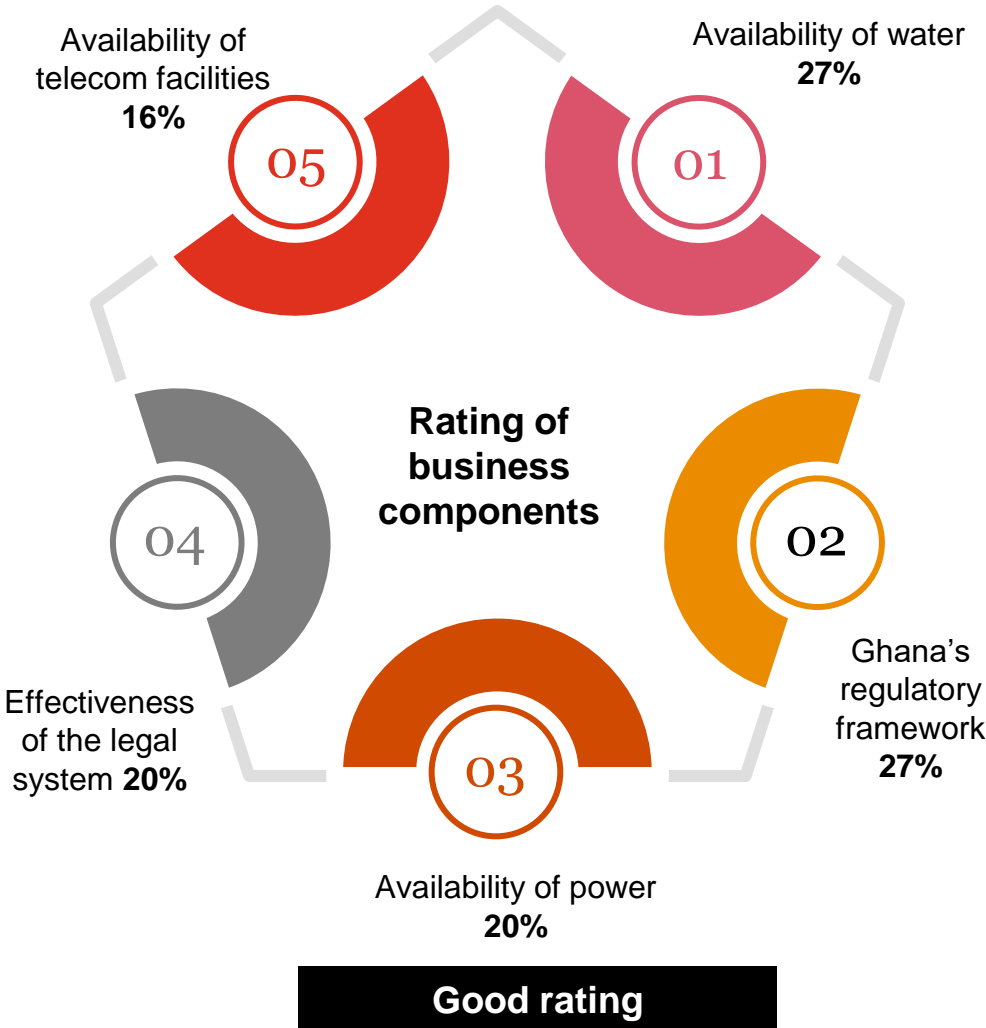 Availability of
telecom facilities
16%
05
Availability of water
27%
01
Rating of
business
components
04
Effectiveness
of the legal
system 20%
02
Ghana’s
regulatory
framework
27%
03
Availability of power
20%
Good rating